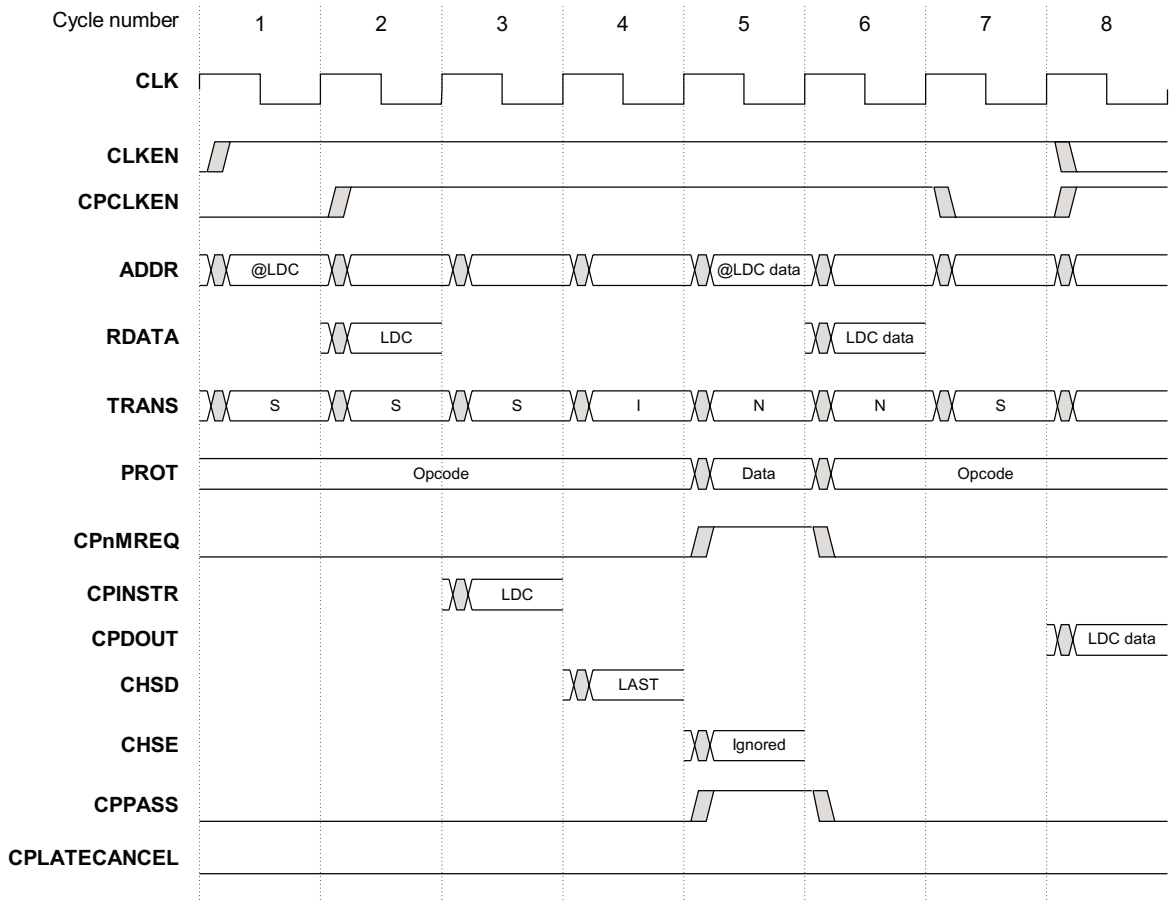 Cycle number 1 2 3 4 5 6 7 8
CLK
CLKEN
CPCLKEN
ADDR @LDC @LDC data
RDATA LDC LDC data
TRANS S S S I N N S
PROT Opcode Data Opcode
CPnMREQ
CPINSTR LDC
CPDOUT LDC data
CHSD LAST
CHSE Ignored
CPPASS
CPLATECANCEL